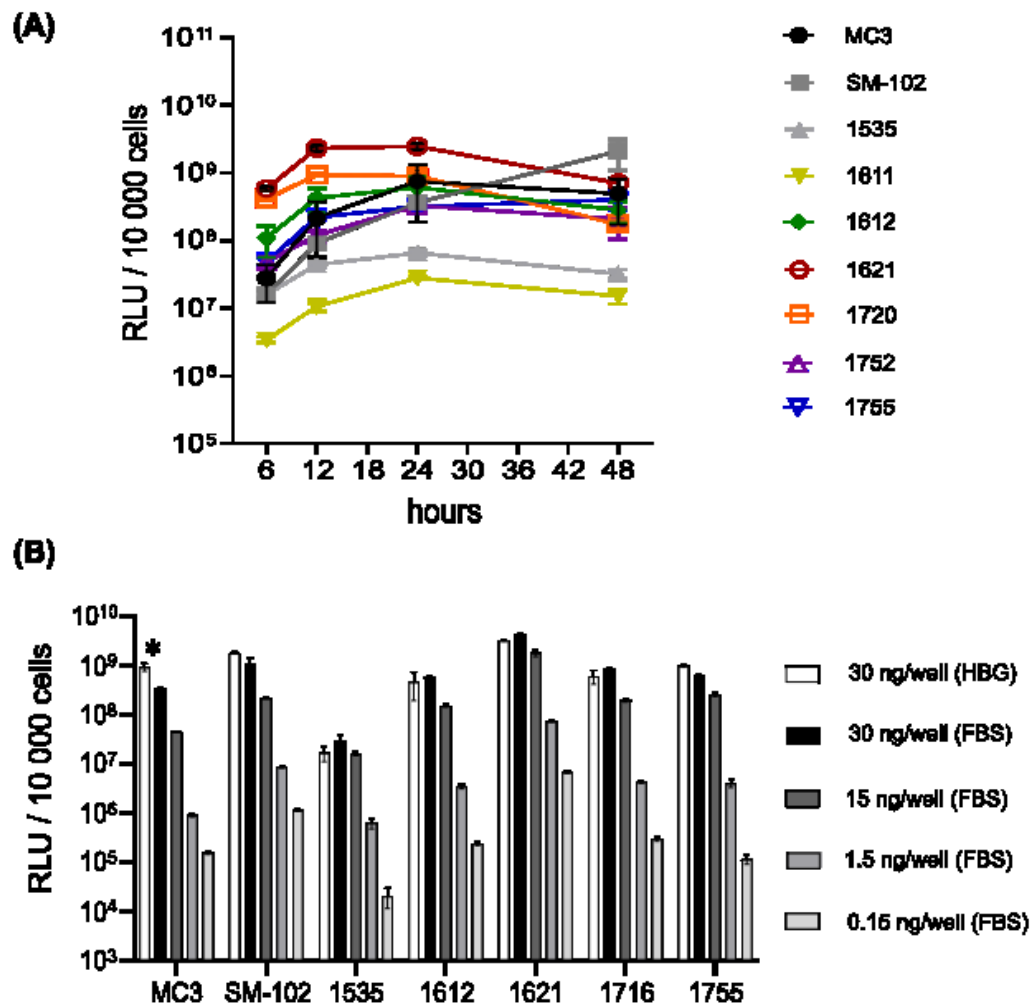 (A)
RLU / 10 000 cells
10¹¹
10¹⁰
10⁹
10⁸
10⁷
10⁶
10⁵
6 12 18 24 30 36 42 48
hours
MC3
SM-102
1535
1611
1612
1621
1720
1752
1755
(B)
RLU / 10 000 cells
10¹⁰
10⁹
10⁸
10⁷
10⁶
10⁵
10⁴
10³
*
MC3 SM-102 1535 1612 1621 1716 1755
30 ng/well (HBG)
30 ng/well (FBS)
15 ng/well (FBS)
1.5 ng/well (FBS)
0.15 ng/well (FBS)